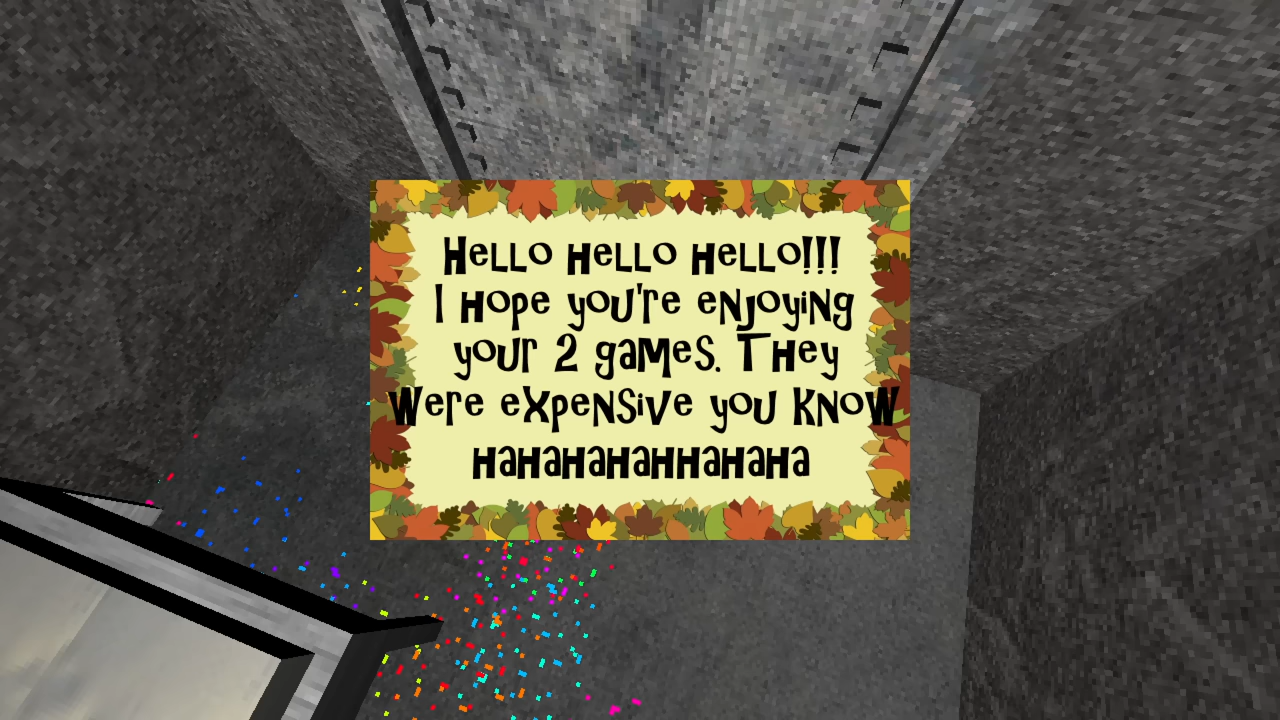 Hello Hello Hello!!!
I Hope you're enjoying
your 2 games. They
were expensive you know
HaHaHaHaHHaHaHa